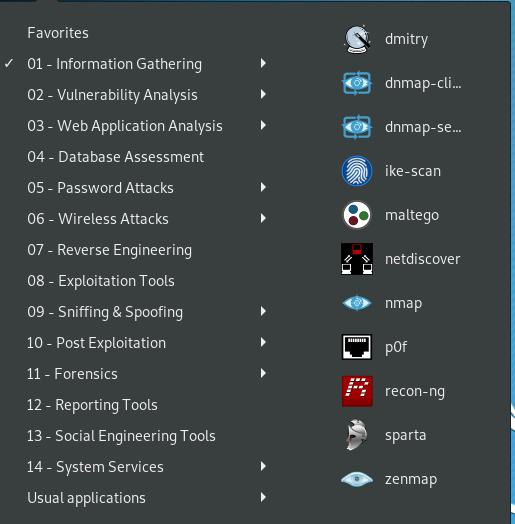 Favorites
✓ 01 - Information Gathering
02 - Vulnerability Analysis
03 - Web Application Analysis
04 - Database Assessment
05 - Password Attacks
06 - Wireless Attacks
07 - Reverse Engineering
08 - Exploitation Tools
09 - Sniffing & Spoofing
10 - Post Exploitation
11 - Forensics
12 - Reporting Tools
13 - Social Engineering Tools
14 - System Services
Usual applications
dmitry
dnmap-cli...
dnmap-se...
ike-scan
maltego
netdiscover
nmap
p0f
recon-ng
sparta
zenmap